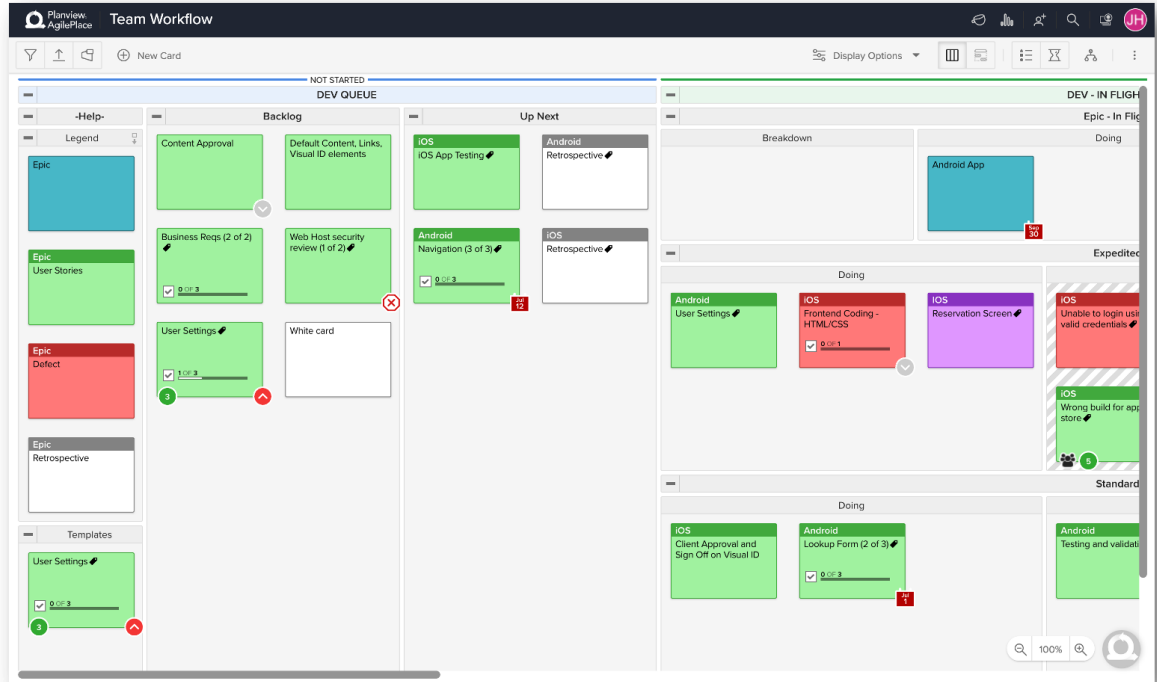 Planview.
AgilePlace
Team Workflow
JH
New Card
Display Options
NOT STARTED
DEV QUEUE
DEV - IN FLIGH
-Help-
Backlog
Up Next
Epic - In Flig
Legend
Breakdown
Doing
Epic
Content Approval
Default Content, Links,
Visual ID elements
iOS
iOS App Testing
Android
Retrospective
Android App
Sep
30
Epic
User Stories
Business Reqs (2 of 2)
0 OF 3
Web Host security
review (1 of 2)
Android
Navigation (3 of 3)
0 OF 3
Jul
12
iOS
Retrospective
Expedited
Doing
Android
User Settings
iOS
Frontend Coding -
HTML/CSS
0 OF 1
iOS
Reservation Screen
iOS
Unable to login usin
valid credentials
Epic
Defect
User Settings
1 OF 3
3
White card
iOS
Wrong build for app
store
5
Epic
Retrospective
Standard
Doing
Templates
User Settings
0 OF 3
3
iOS
Client Approval and
Sign Off on Visual ID
Android
Lookup Form (2 of 3)
0 OF 3
Jul
1
Android
Testing and validati
100%